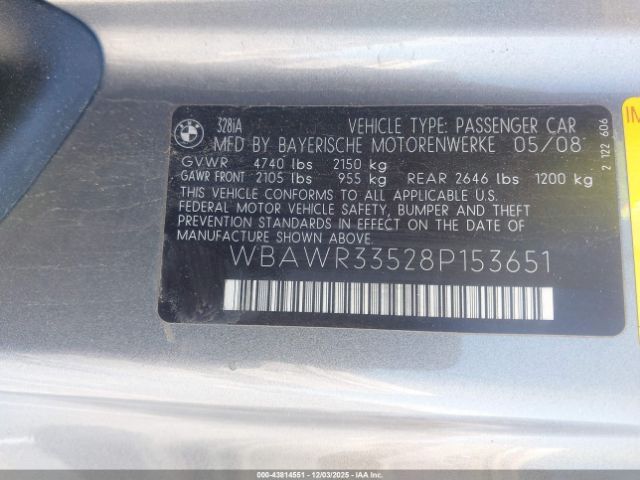 BMW
328iA
VEHICLE TYPE: PASSENGER CAR
MFD BY BAYERISCHE MOTORENWERKE 05/08
GVWR 4740 lbs 2150 kg
GAWR FRONT 2105 lbs 955 kg REAR 2646 lbs 1200 kg
THIS VEHICLE CONFORMS TO ALL APPLICABLE U.S.
FEDERAL MOTOR VEHICLE SAFETY, BUMPER AND THEFT
PREVENTION STANDARDS IN EFFECT ON THE DATE OF
MANUFACTURE SHOWN ABOVE.
WBAWR33528P153651
2 122 606
000-43814551 - 12/03/2025 - IAAI.COM